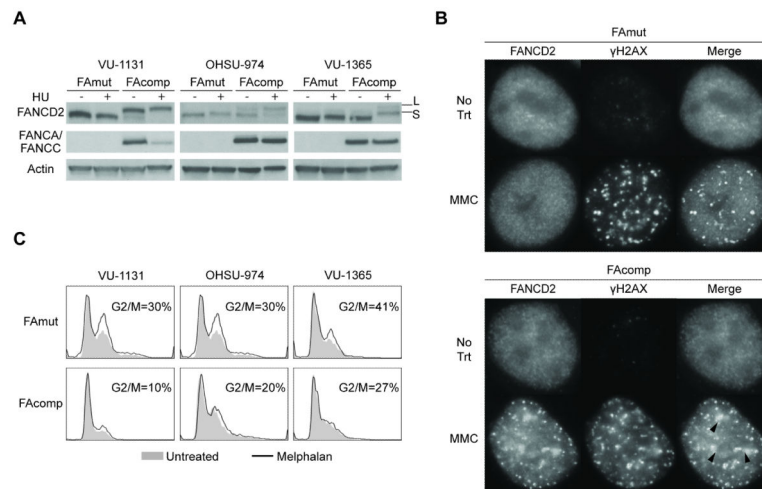 A
VU-1131 OHSU-974 VU-1365
FAmut FAcomp FAmut FAcomp FAmut FAcomp
HU - + - + - + - + - + - +
FANCD2 L
S
FANCA/
FANCC
Actin
B
FAmut
FANCD2 γH2AX Merge
No
Trt
MMC
FAcomp
FANCD2 γH2AX Merge
No
Trt
MMC
C
VU-1131 OHSU-974 VU-1365
FAmut G2/M=30% G2/M=30% G2/M=41%
FAcomp G2/M=10% G2/M=20% G2/M=27%
Untreated Melphalan